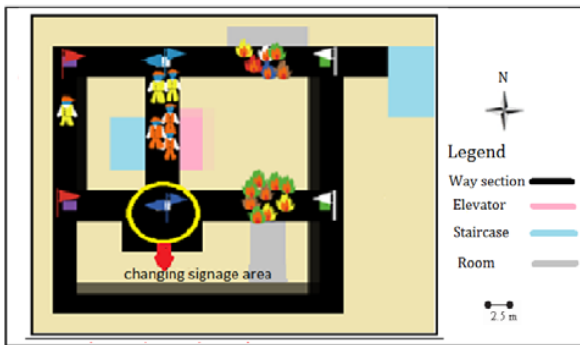 N
Legend
Way section
Elevator
Staircase
Room
2.5 m
changing signage area